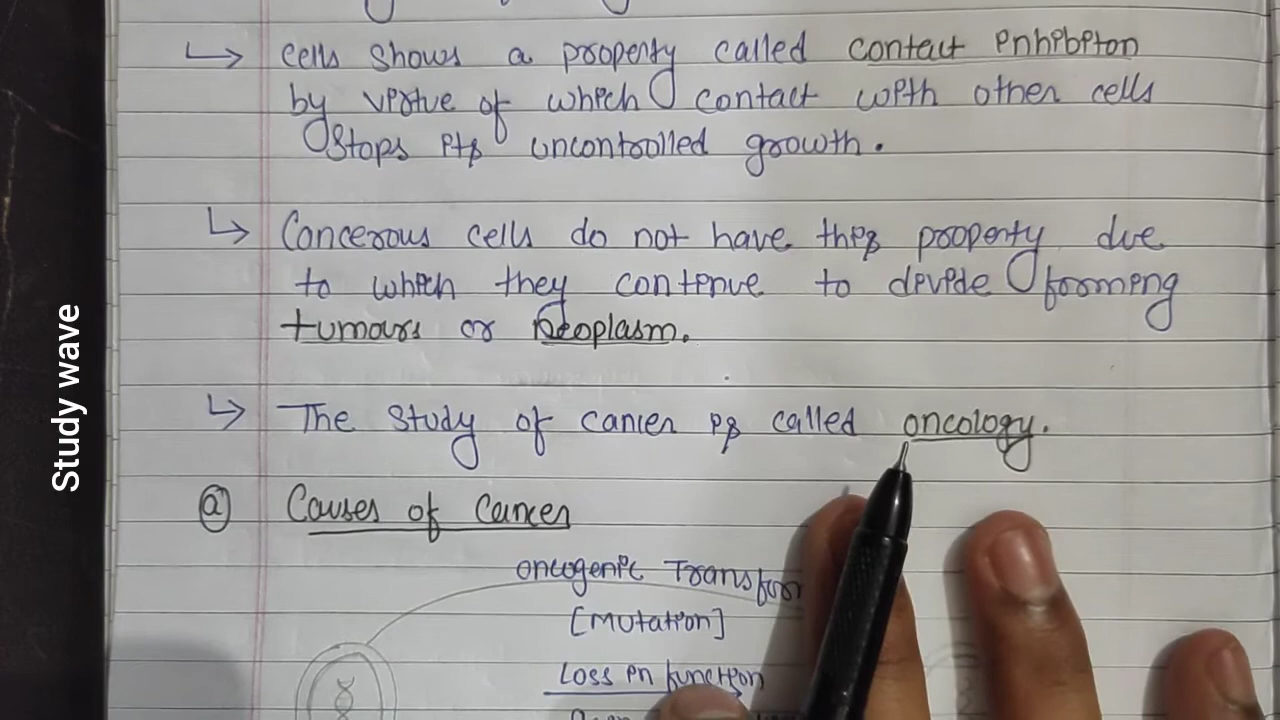 Cells shows a property called contact inhibition
by virtue of which contact with other cells
stops its uncontrolled growth.
Cancerous cells do not have this property due
to which they continue to devide forming
tumours or Neoplasm.
The study of cancer is called oncology.
a Causes of Cancer
oncogenic Transfor
[Mutation]
Loss in function
Study wave